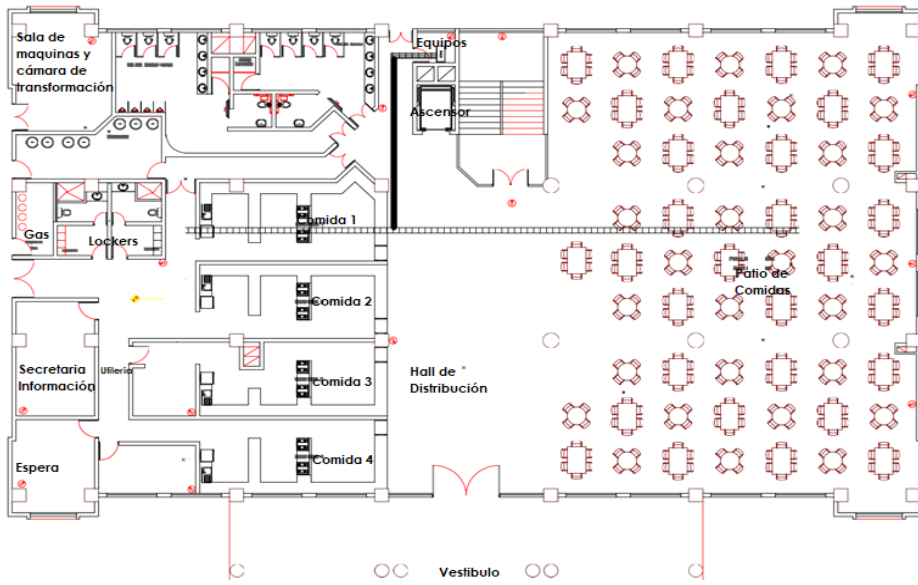 Sala de
maquinas y
cámara de
transformación
Equipos
Ascensor
Gas
Lockers
Comida 1
Comida 2
Patio de
Comidas
Secretaria
Información
Utileria
comida 3
Hall de
Distribución
Espera
Comida 4
Vestíbulo